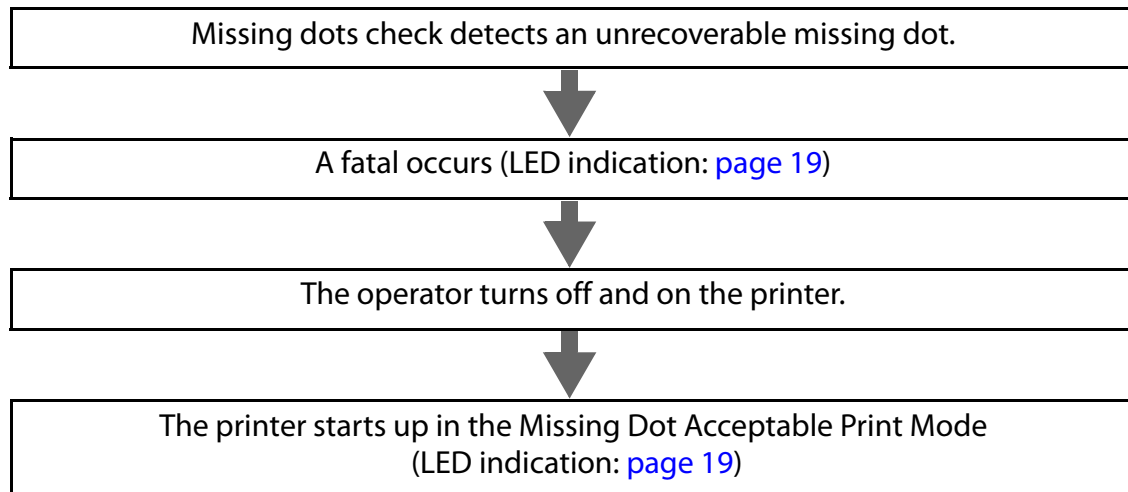 Missing dots check detects an unrecoverable missing dot.
A fatal occurs (LED indication: page 19)
The operator turns off and on the printer.
The printer starts up in the Missing Dot Acceptable Print Mode
(LED indication: page 19)